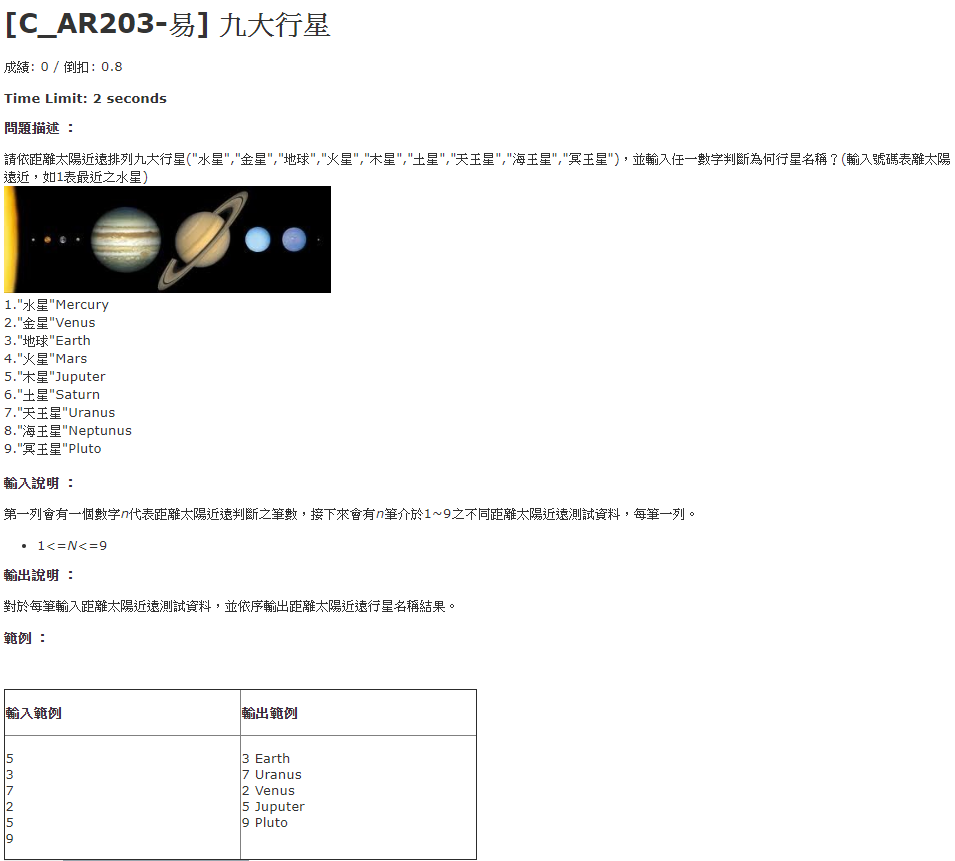 [C_AR203-易] 九大行星
成績: 0 / 倒扣: 0.8
Time Limit: 2 seconds
問題描述 ：
請依距離太陽近遠排列九大行星("水星","金星","地球","火星","木星","土星","天王星","海王星","冥王星")，並輸入任一數字判斷為何行星名稱？(輸入號碼表離太陽
遠近，如1表最近之水星)
1."水星"Mercury
2."金星"Venus
3."地球"Earth
4."火星"Mars
5."木星"Juputer
6."土星"Saturn
7."天王星"Uranus
8."海王星"Neptunus
9."冥王星"Pluto
輸入說明 ：
第一列會有一個數字n代表距離太陽近遠判斷之筆數，接下來會有n筆介於1~9之不同距離太陽近遠測試資料，每筆一列。
• 1<=N<=9
輸出說明 ：
對於每筆輸入距離太陽近遠測試資料，並依序輸出距離太陽近遠行星名稱結果。
範例 ：
輸入範例
輸出範例
5
3
7
2
5
9
3 Earth
7 Uranus
2 Venus
5 Juputer
9 Pluto